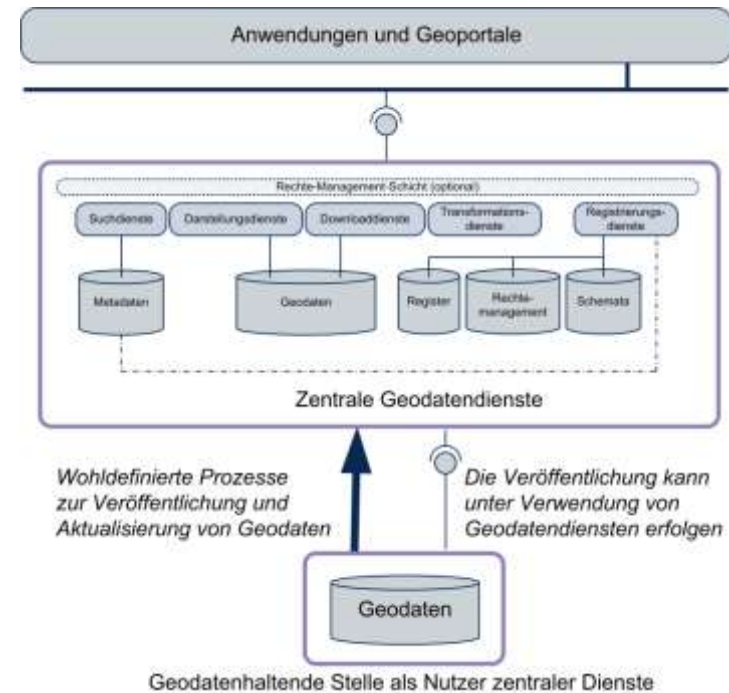 Anwendungen und Geoportale
Rechte-Management-Schicht (optional)
Suchdienste
Darstellungsdienste
Downloaddienste
Transformations-
dienste
Registrierungs-
dienste
Metadaten
Geodaten
Register
Rechte-
management
Schemata
Zentrale Geodatendienste
Wohldefinierte Prozesse
zur Veröffentlichung und
Aktualisierung von Geodaten
Die Veröffentlichung kann
unter Verwendung von
Geodatendiensten erfolgen
Geodaten
Geodatenhaltende Stelle als Nutzer zentraler Dienste